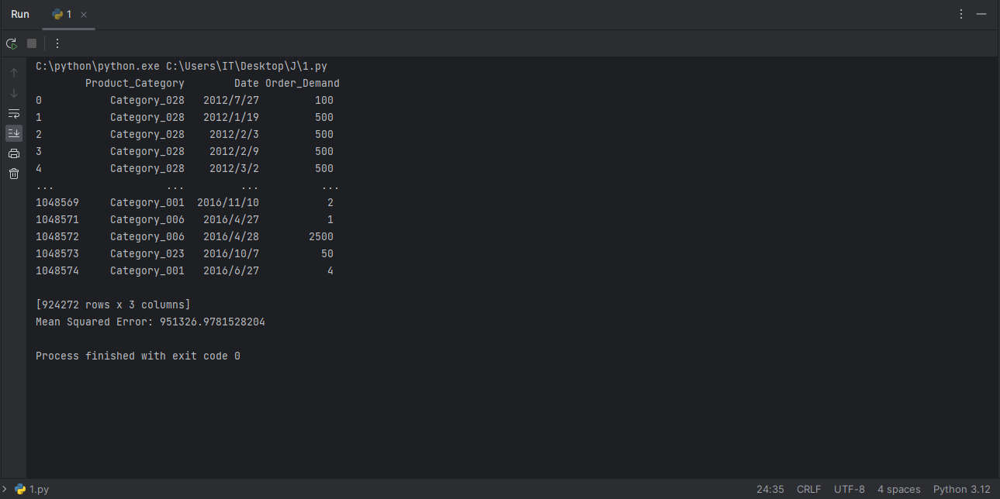 Run 1
C:\python\python.exe C:\Users\IT\Desktop\J\1.py
Product_Category Date Order_Demand
0 Category_028 2012/7/27 100
1 Category_028 2012/1/19 500
2 Category_028 2012/2/3 500
3 Category_028 2012/2/9 500
4 Category_028 2012/3/2 500
... ... ... ...
1048569 Category_001 2016/11/10 2
1048571 Category_006 2016/4/27 1
1048572 Category_006 2016/4/28 2500
1048573 Category_023 2016/10/7 50
1048574 Category_001 2016/6/27 4
[924272 rows x 3 columns]
Mean Squared Error: 951326.9781528204
Process finished with exit code 0
1.py 24:35 CRLF UTF-8 4 spaces Python 3.12